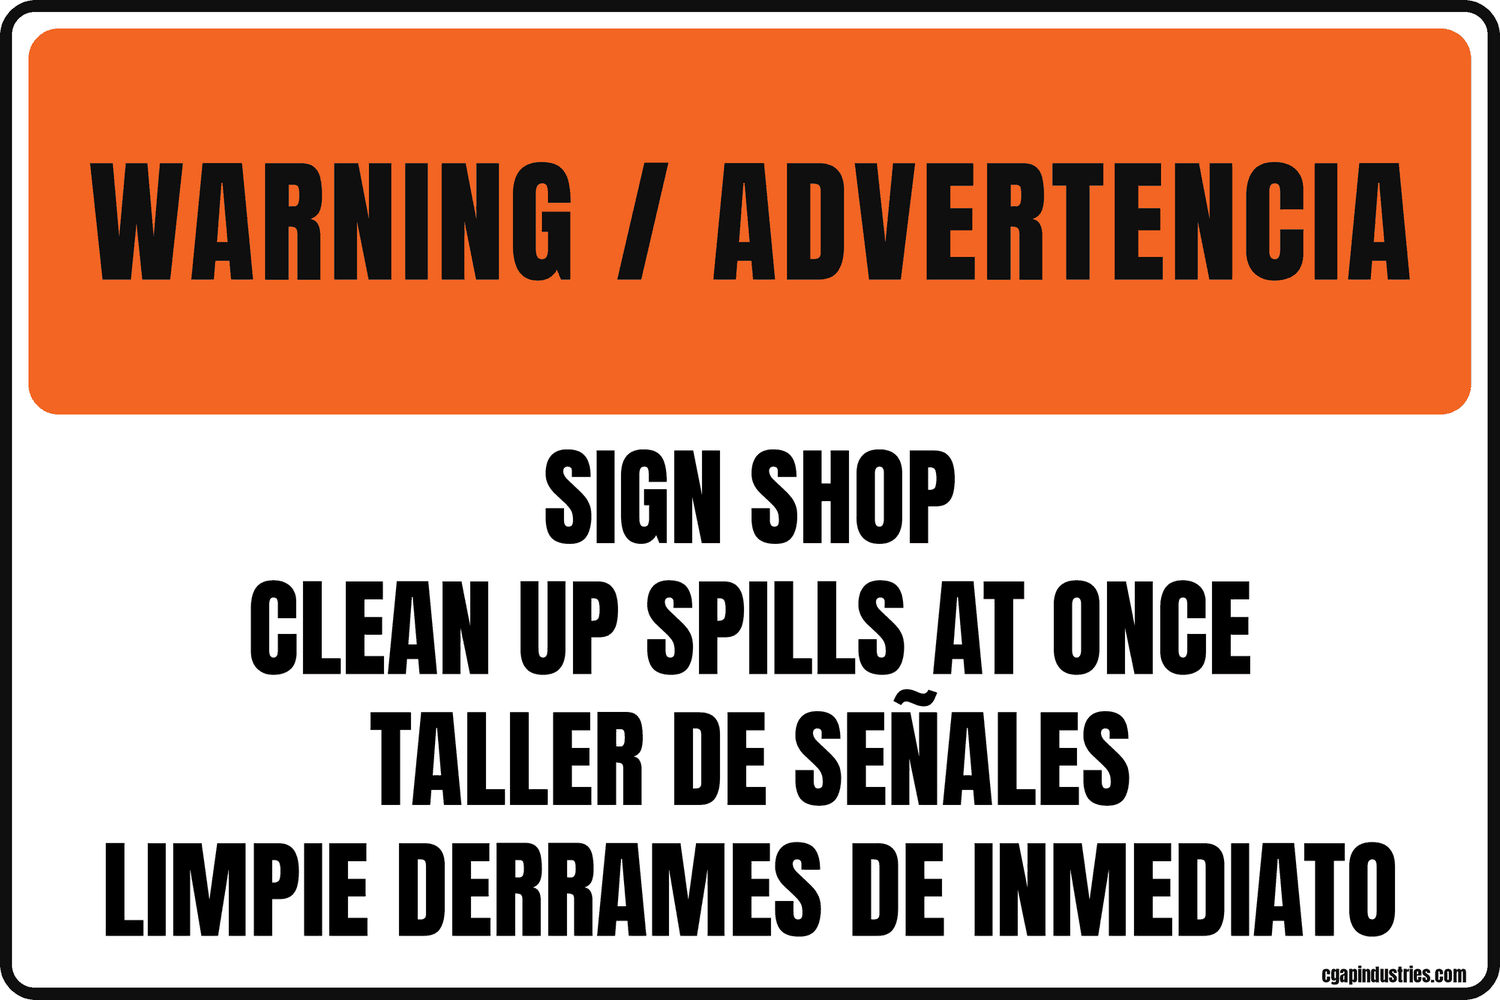 WARNING / ADVERTENCIA
SIGN SHOP
CLEAN UP SPILLS AT ONCE
TALLER DE SEÑALES
LIMPIE DERRAMES DE INMEDIATO
cgapindustries.com